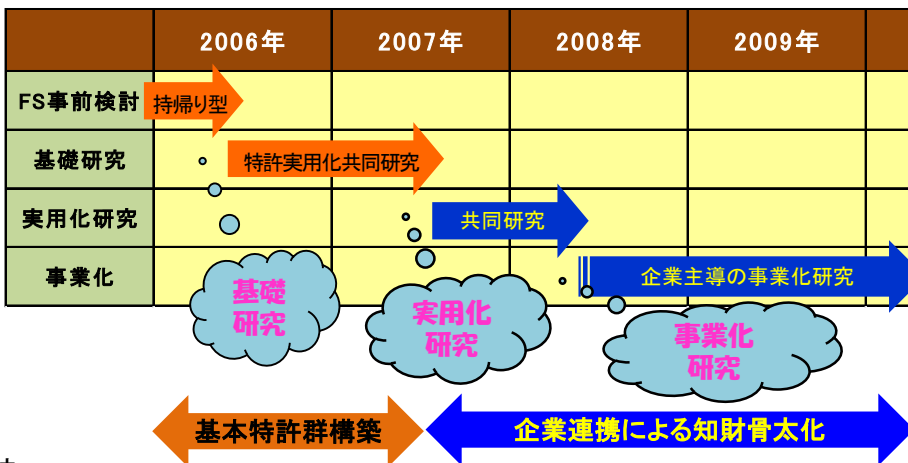 2006年 2007年 2008年 2009年
FS事前検討 持帰り型
基礎研究 特許実用化共同研究
実用化研究 共同研究
事業化 企業主導の事業化研究
基礎
研究
実用化
研究
事業化
研究
基本特許群構築 企業連携による知財骨太化